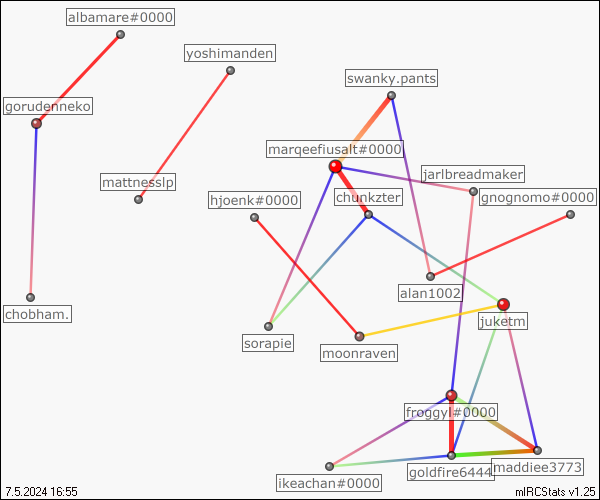 albamare#0000
yoshimanden
swanky.pants
gorudenneko
marqeefiusalt#0000
jarlbreadmaker
mattnesslp
hjoenk#0000
chunkzter
gnognomo#0000
alan1002
chobham.
juketm
sorapie
moonraven
froggyl#0000
goldfire6444
maddiee3773
ikeachan#0000
7.5.2024 16:55
mIRCStats v1.25